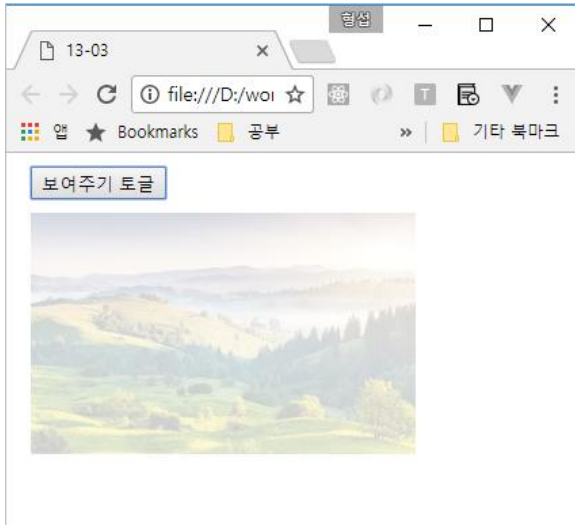 형섭
13-03
file:///D:/wor
앱 Bookmarks 공부 » 기타 북마크
보여주기 토글